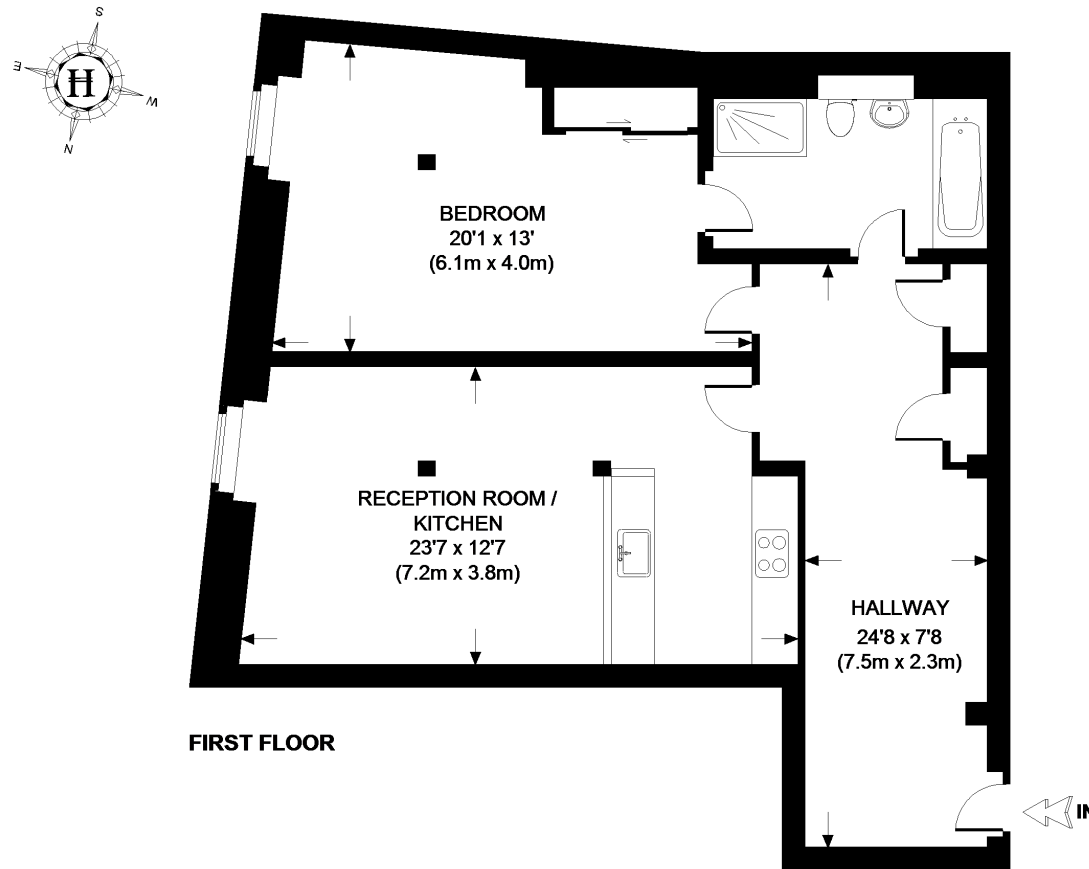 S
E
H
W
N
BEDROOM
20'1 x 13'
(6.1m x 4.0m)
RECEPTION ROOM /
KITCHEN
23'7 x 12'7
(7.2m x 3.8m)
HALLWAY
24'8 x 7'8
(7.5m x 2.3m)
FIRST FLOOR
IN